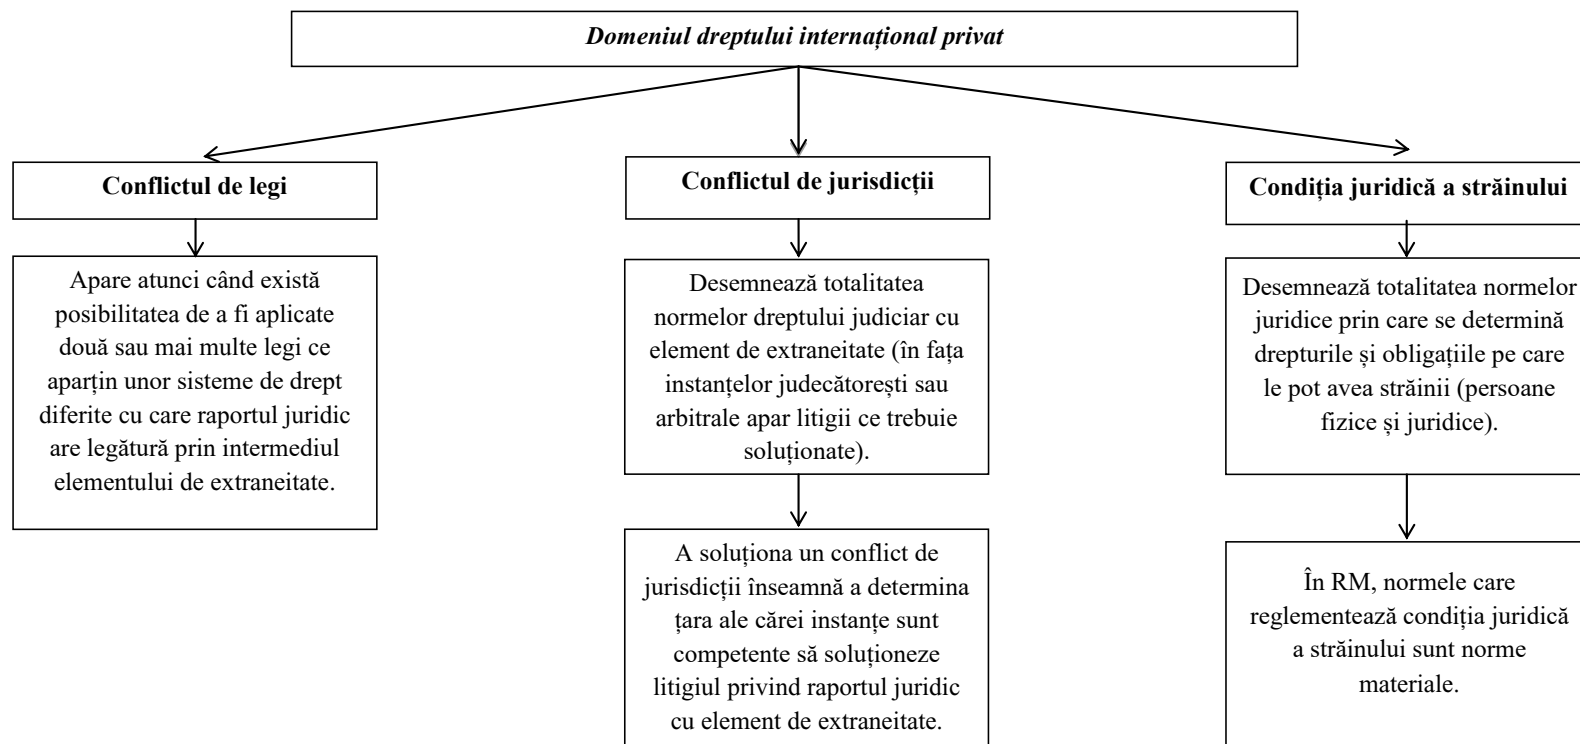 Domeniul dreptului internațional privat
Conflictul de legi
Apare atunci când există
posibilitatea de a fi aplicate
două sau mai multe legi ce
aparțin unor sisteme de drept
diferite cu care raportul juridic
are legătură prin intermediul
elementului de extraneitate.
Conflictul de jurisdicții
Desemnează totalitatea
normelor dreptului judiciar cu
element de extraneitate (în fața
instanțelor judecătorești sau
arbitrale apar litigii ce trebuie
soluționate).
A soluționa un conflict de
jurisdicții înseamnă a determina
țara ale cărei instanțe sunt
competente să soluționeze
litigiul privind raportul juridic
cu element de extraneitate.
Condiția juridică a străinului
Desemnează totalitatea normelor
juridice prin care se determină
drepturile și obligațiile pe care
le pot avea străinii (persoane
fizice și juridice).
În RM, normele care
reglementează condiția juridică
a străinului sunt norme
materiale.